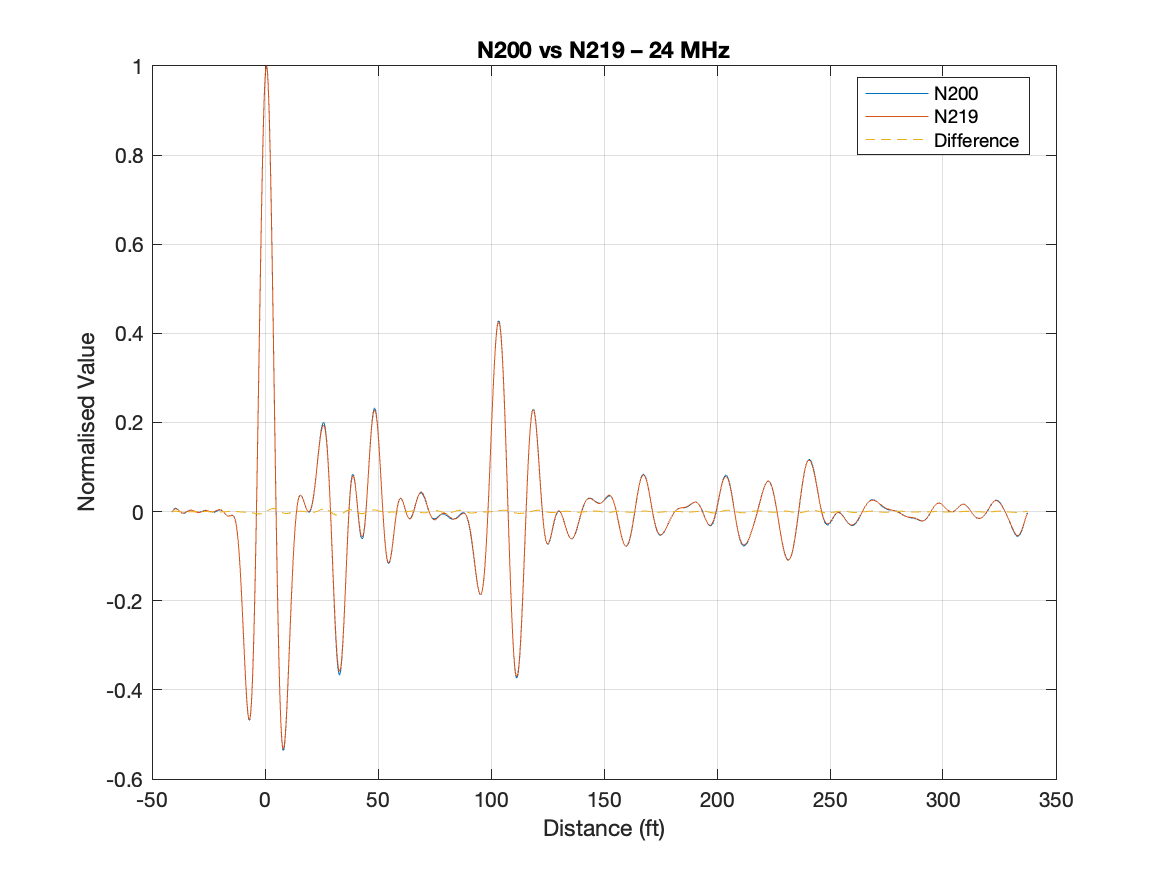 N200 vs N219 – 24 MHz
N200
N219
Difference
Normalised Value
1
0.8
0.6
0.4
0.2
0
-0.2
-0.4
-0.6
-50 0 50 100 150 200 250 300 350
Distance (ft)